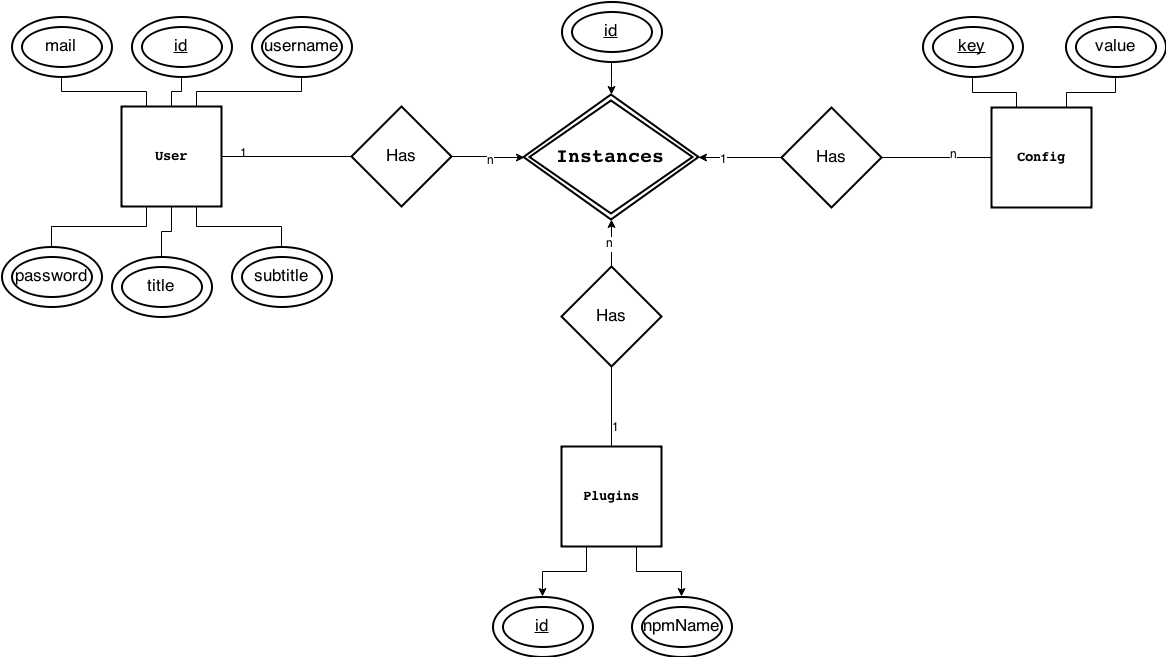 id
mail
id
username
key
value
User
1
Has
n
Instances
1
Has
n
Config
n
password
title
subtitle
Has
1
Plugins
id
npmName